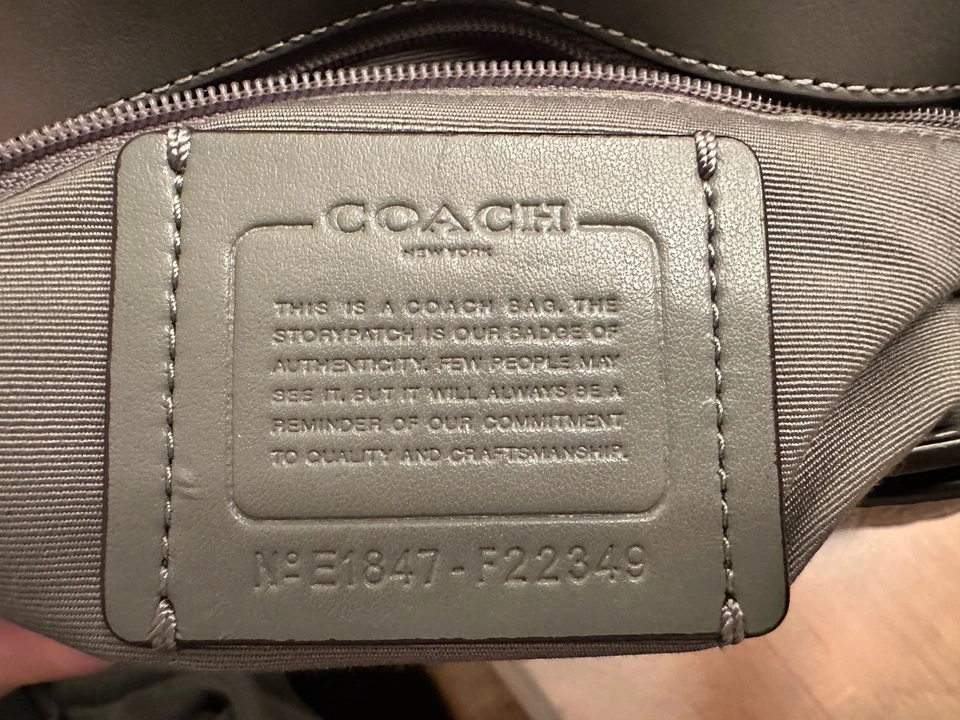 COACH
NEW YORK
THIS IS A COACH BAG. THE
STORYPATCH IS OUR BADGE OF
AUTHENTICITY. FEW PEOPLE MAY
SEE IT, BUT IT WILL ALWAYS BE A
REMINDER OF OUR COMMITMENT
TO QUALITY AND CRAFTSMANSHIP.
Nº E1847-F22349